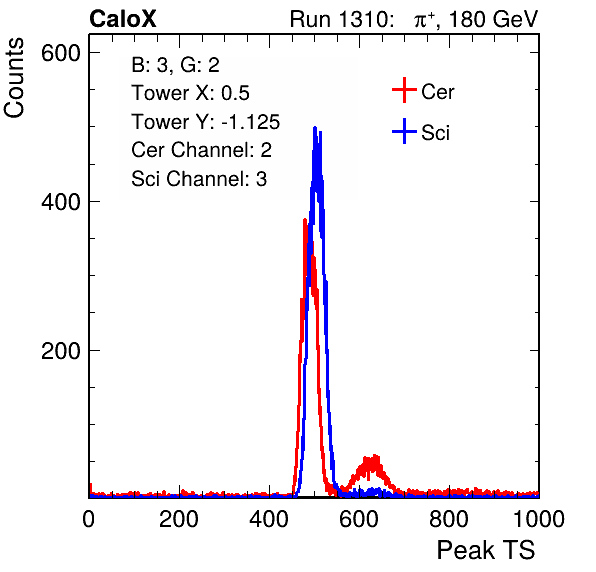 CaloX Run 1310: π⁺, 180 GeV
Counts
600
400
200
B: 3, G: 2
Tower X: 0.5
Tower Y: -1.125
Cer Channel: 2
Sci Channel: 3
Cer
Sci
0 200 400 600 800 1000
Peak TS